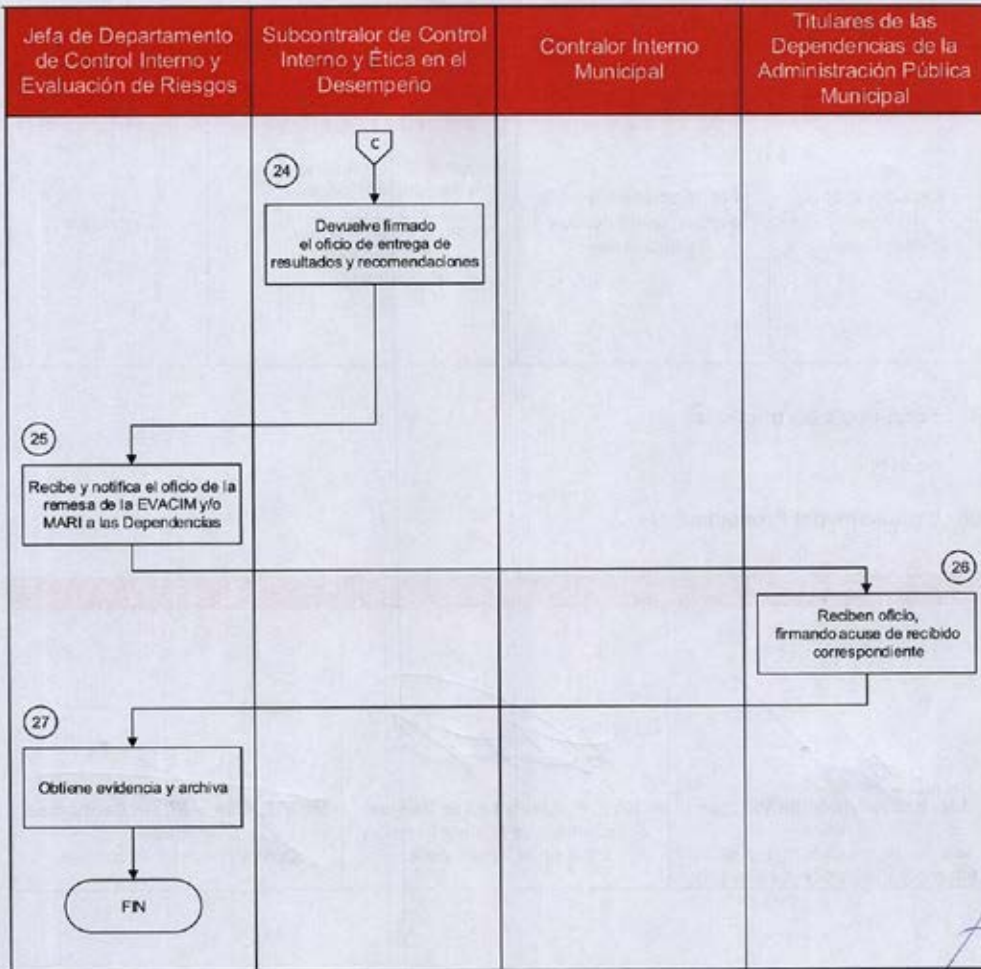 Jefa de Departamento
de Control Interno y
Evaluación de Riesgos
Subcontralor de Control
Interno y Ética en el
Desempeño
Contralor Interno
Municipal
Titulares de las
Dependencias de la
Administración Pública
Municipal
C
24
Devuelve firmado
el oficio de entrega de
resultados y recomendaciones
25
Recibe y notifica el oficio de la
remesa de la EVACIM y/o
MARI a las Dependencias
26
Reciben oficio,
firmando acuse de recibido
correspondiente
27
Obtiene evidencia y archiva
FIN